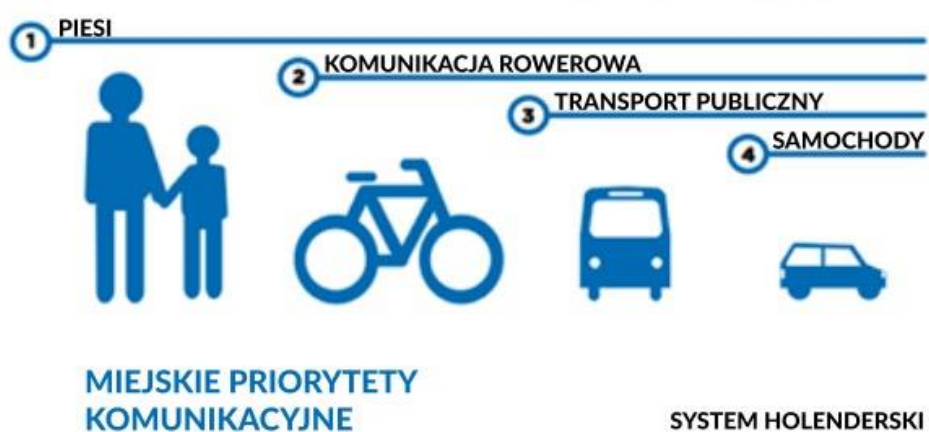 1 PIESI
2 KOMUNIKACJA ROWEROWA
3 TRANSPORT PUBLICZNY
4 SAMOCHODY
MIEJSKIE PRIORYTETY
KOMUNIKACYJNE
SYSTEM HOLENDERSKI